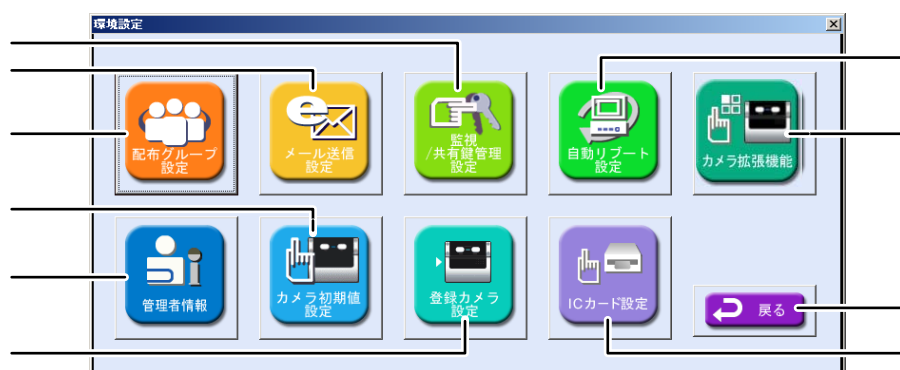 環境設定
配布グループ
設定
メール送信
設定
監視
/共有鍵管理
設定
自動リブート
設定
カメラ拡張機能
管理者情報
カメラ初期値
設定
登録カメラ
設定
ICカード設定
戻る